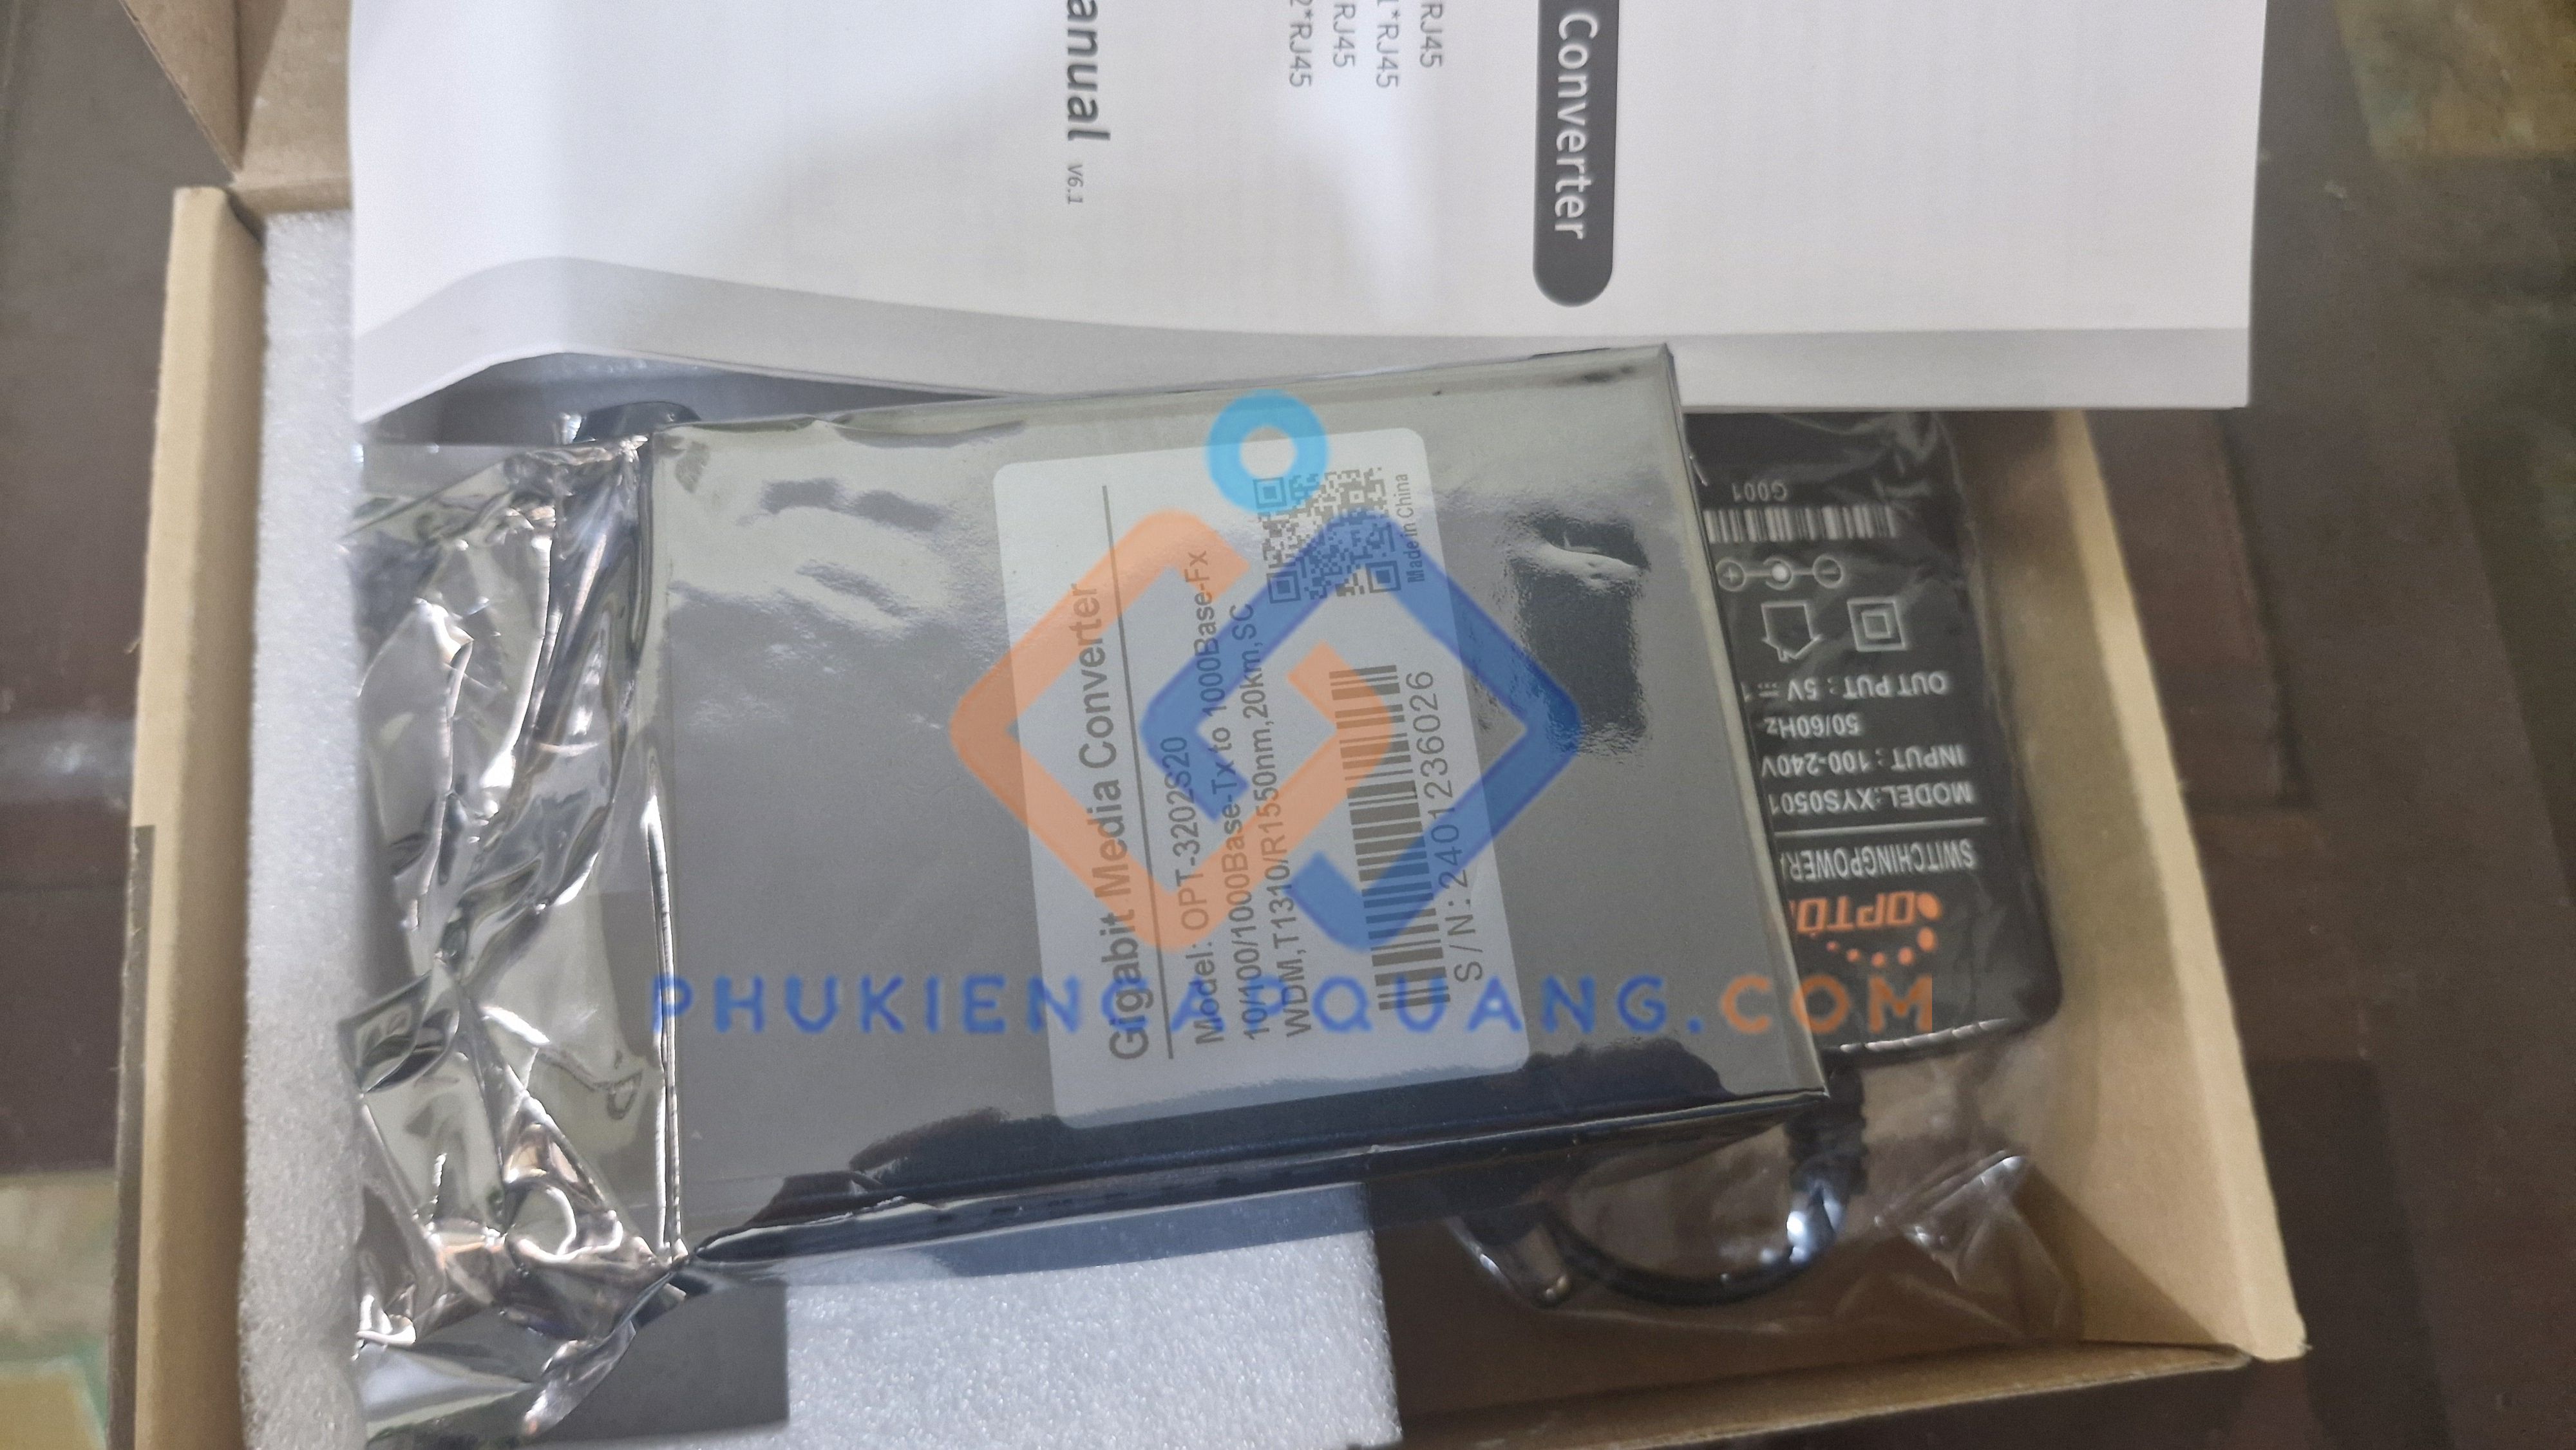 anual V6.1
2*RJ45
RJ45
1*RJ45
RJ45
Converter
Gigabit Media Converter
Model: OPT-3202S20
10/100/1000Base-Tx to 1000Base-Fx
WDM,T1310/R1550nm,20km,SC
S/N:2401236026
Made in China
SWITCHINGPOWER
MODEL:XYS0501
INPUT: 100-240V
50/60Hz
OUTPUT: 5V ⎓ 1
G001
PHUKIENCAPQUANG.COM